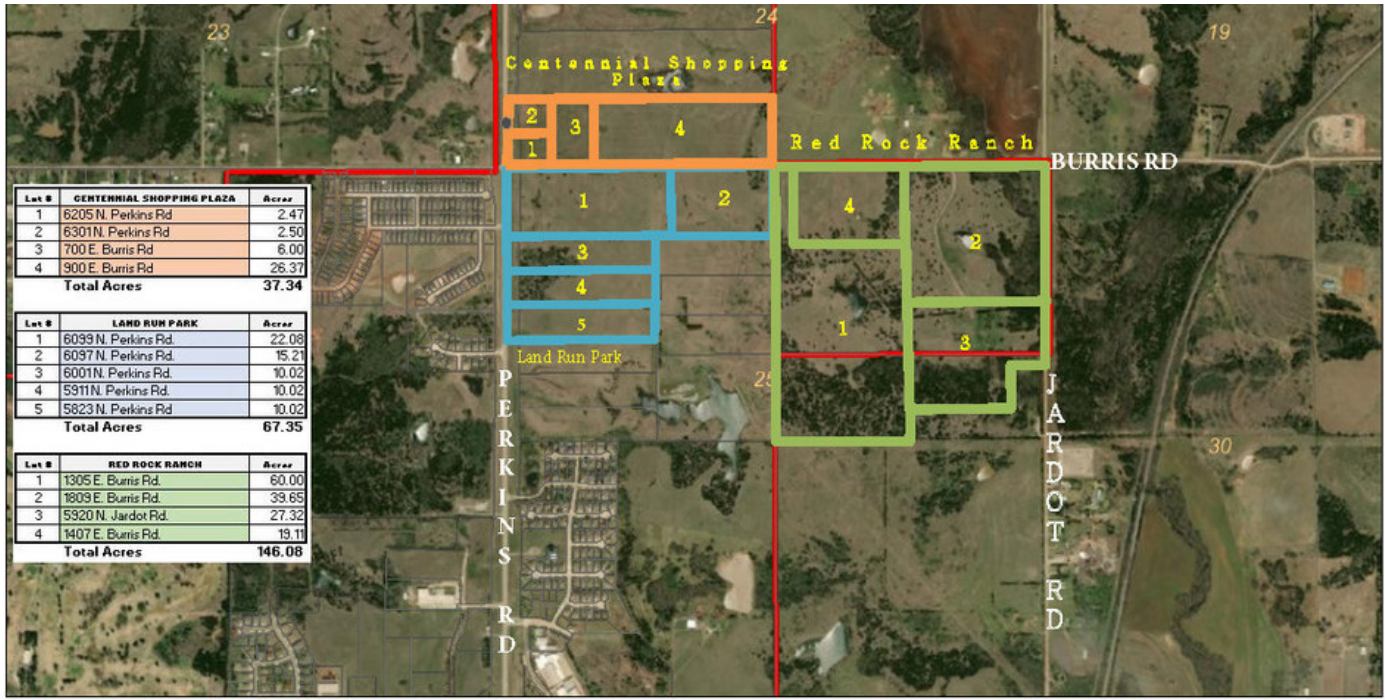 23
24
19
Centennial Shopping
Plaza
2
3
4
1
Red Rock Ranch
BURRIS RD
1
2
3
4
5
Land Run Park
4
2
1
3
25
30
PERKINS RD
JARDOT RD
Lot # CENTENNIAL SHOPPING PLAZA Acres
1 6205 N. Perkins Rd 2.47
2 6301 N. Perkins Rd 2.50
3 700 E. Burris Rd 6.00
4 900 E. Burris Rd 26.37
Total Acres 37.34
Lot # LAND RUN PARK Acres
1 6099 N. Perkins Rd. 22.08
2 6097 N. Perkins Rd. 15.21
3 6001 N. Perkins Rd. 10.02
4 5911 N. Perkins Rd. 10.02
5 5823 N. Perkins Rd 10.02
Total Acres 67.35
Lot # RED ROCK RANCH Acres
1 1305 E. Burris Rd. 60.00
2 1809 E. Burris Rd. 39.65
3 5920 N. Jardot Rd. 27.32
4 1407 E. Burris Rd. 19.11
Total Acres 146.08